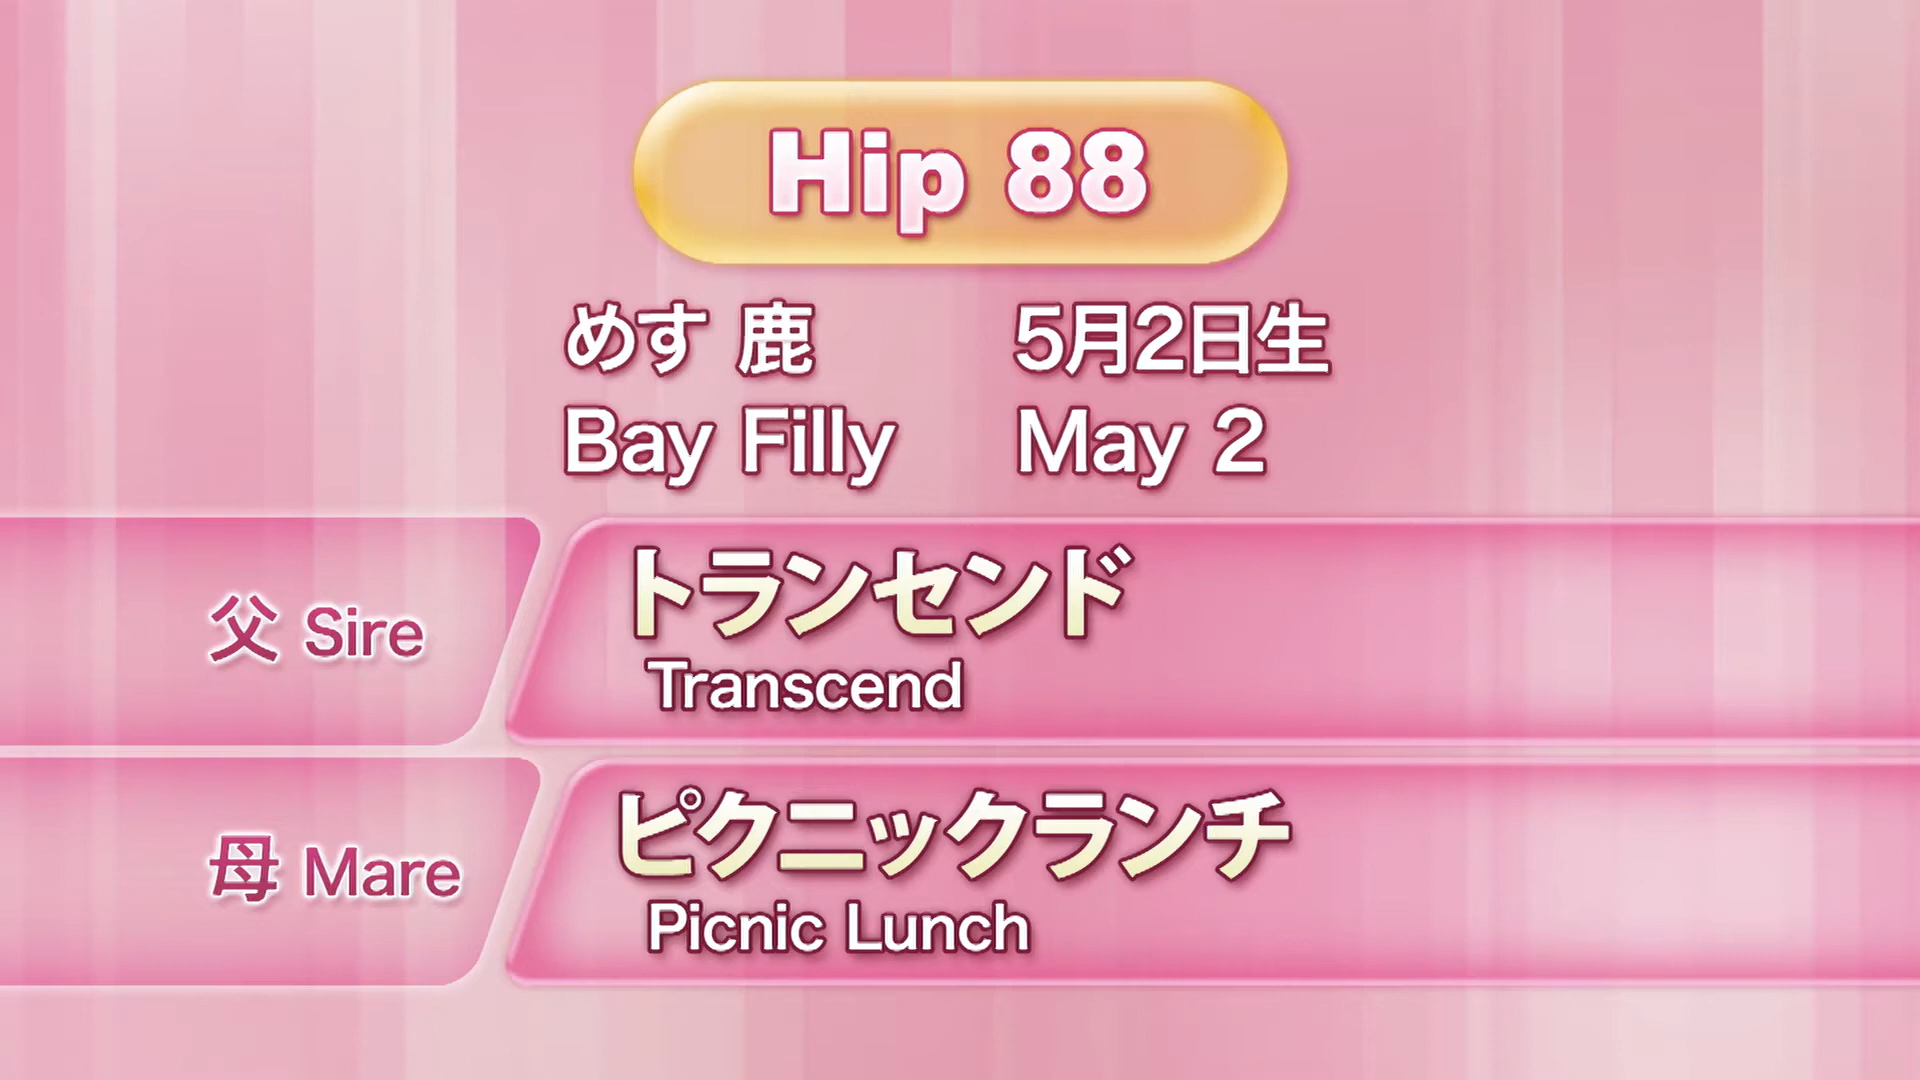 Hip 88
めす 鹿 5月2日生
Bay Filly May 2
父 Sire
トランセンド
Transcend
母 Mare
ピクニックランチ
Picnic Lunch